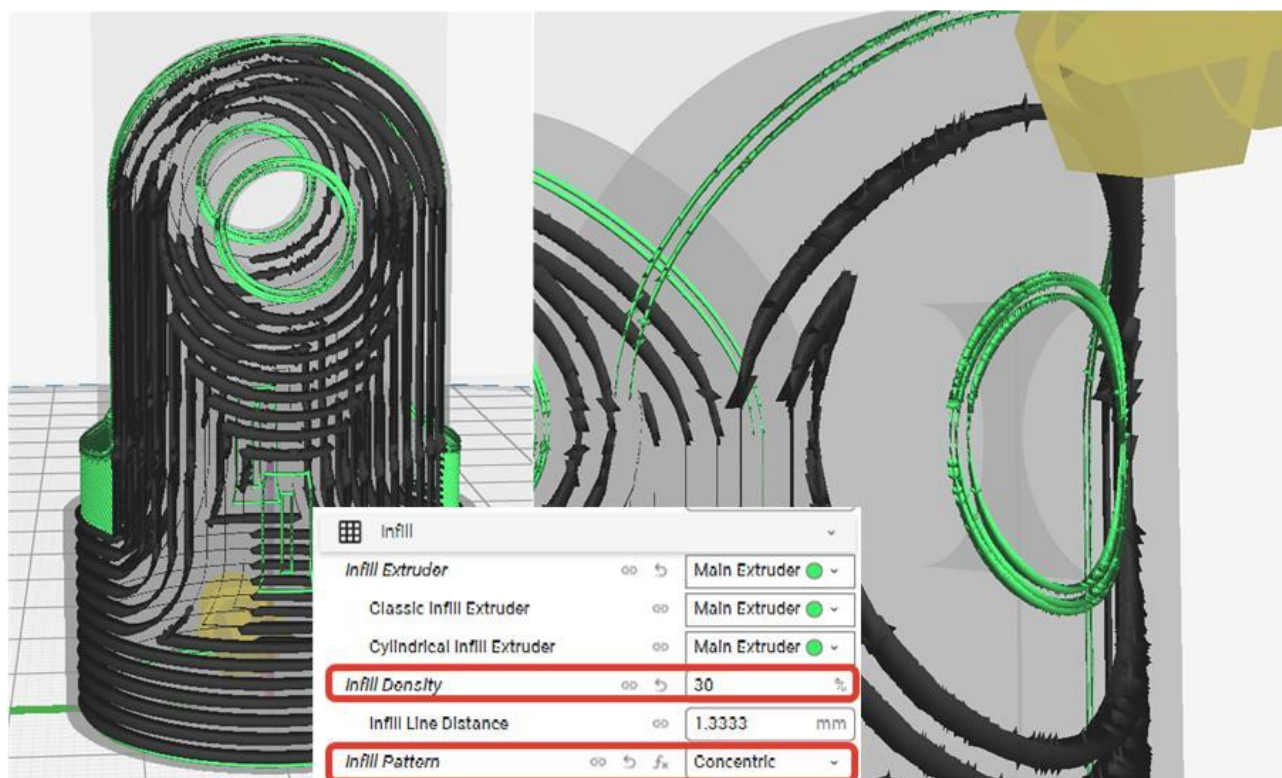 Infill
Infill Extruder Main Extruder
Classic Infill Extruder Main Extruder
Cylindrical Infill Extruder Main Extruder
Infill Density 30 %
Infill Line Distance 1.3333 mm
Infill Pattern fx Concentric